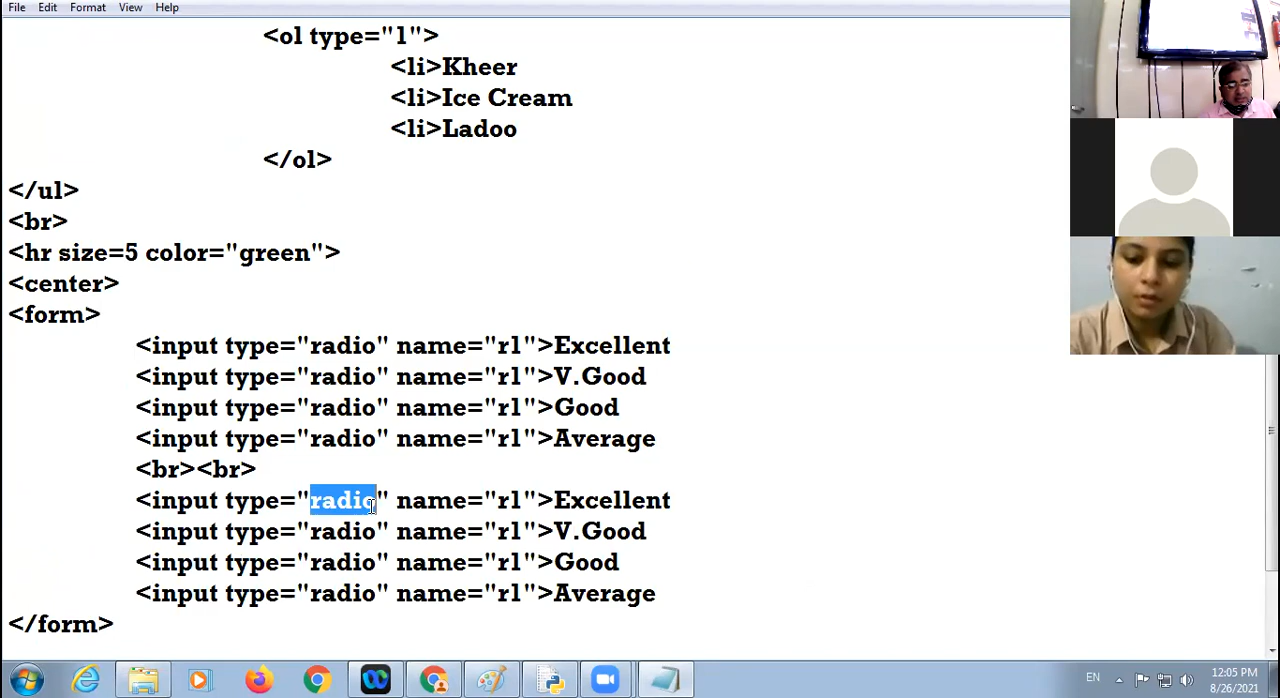 File Edit Format View Help
<ol type="1">
<li>Kheer
<li>Ice Cream
<li>Ladoo
</ol>
</ul>
<br>
<hr size=5 color="green">
<center>
<form>
<input type="radio" name="r1">Excellent
<input type="radio" name="r1">V.Good
<input type="radio" name="r1">Good
<input type="radio" name="r1">Average
<br><br>
<input type="radio" name="r1">Excellent
<input type="radio" name="r1">V.Good
<input type="radio" name="r1">Good
<input type="radio" name="r1">Average
</form>
EN
12:05 PM
8/26/2021